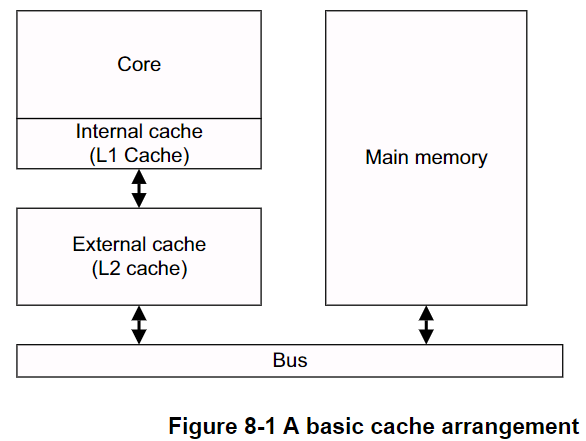 Core
Internal cache
(L1 Cache)
Main memory
External cache
(L2 cache)
Bus
Figure 8-1 A basic cache arrangement